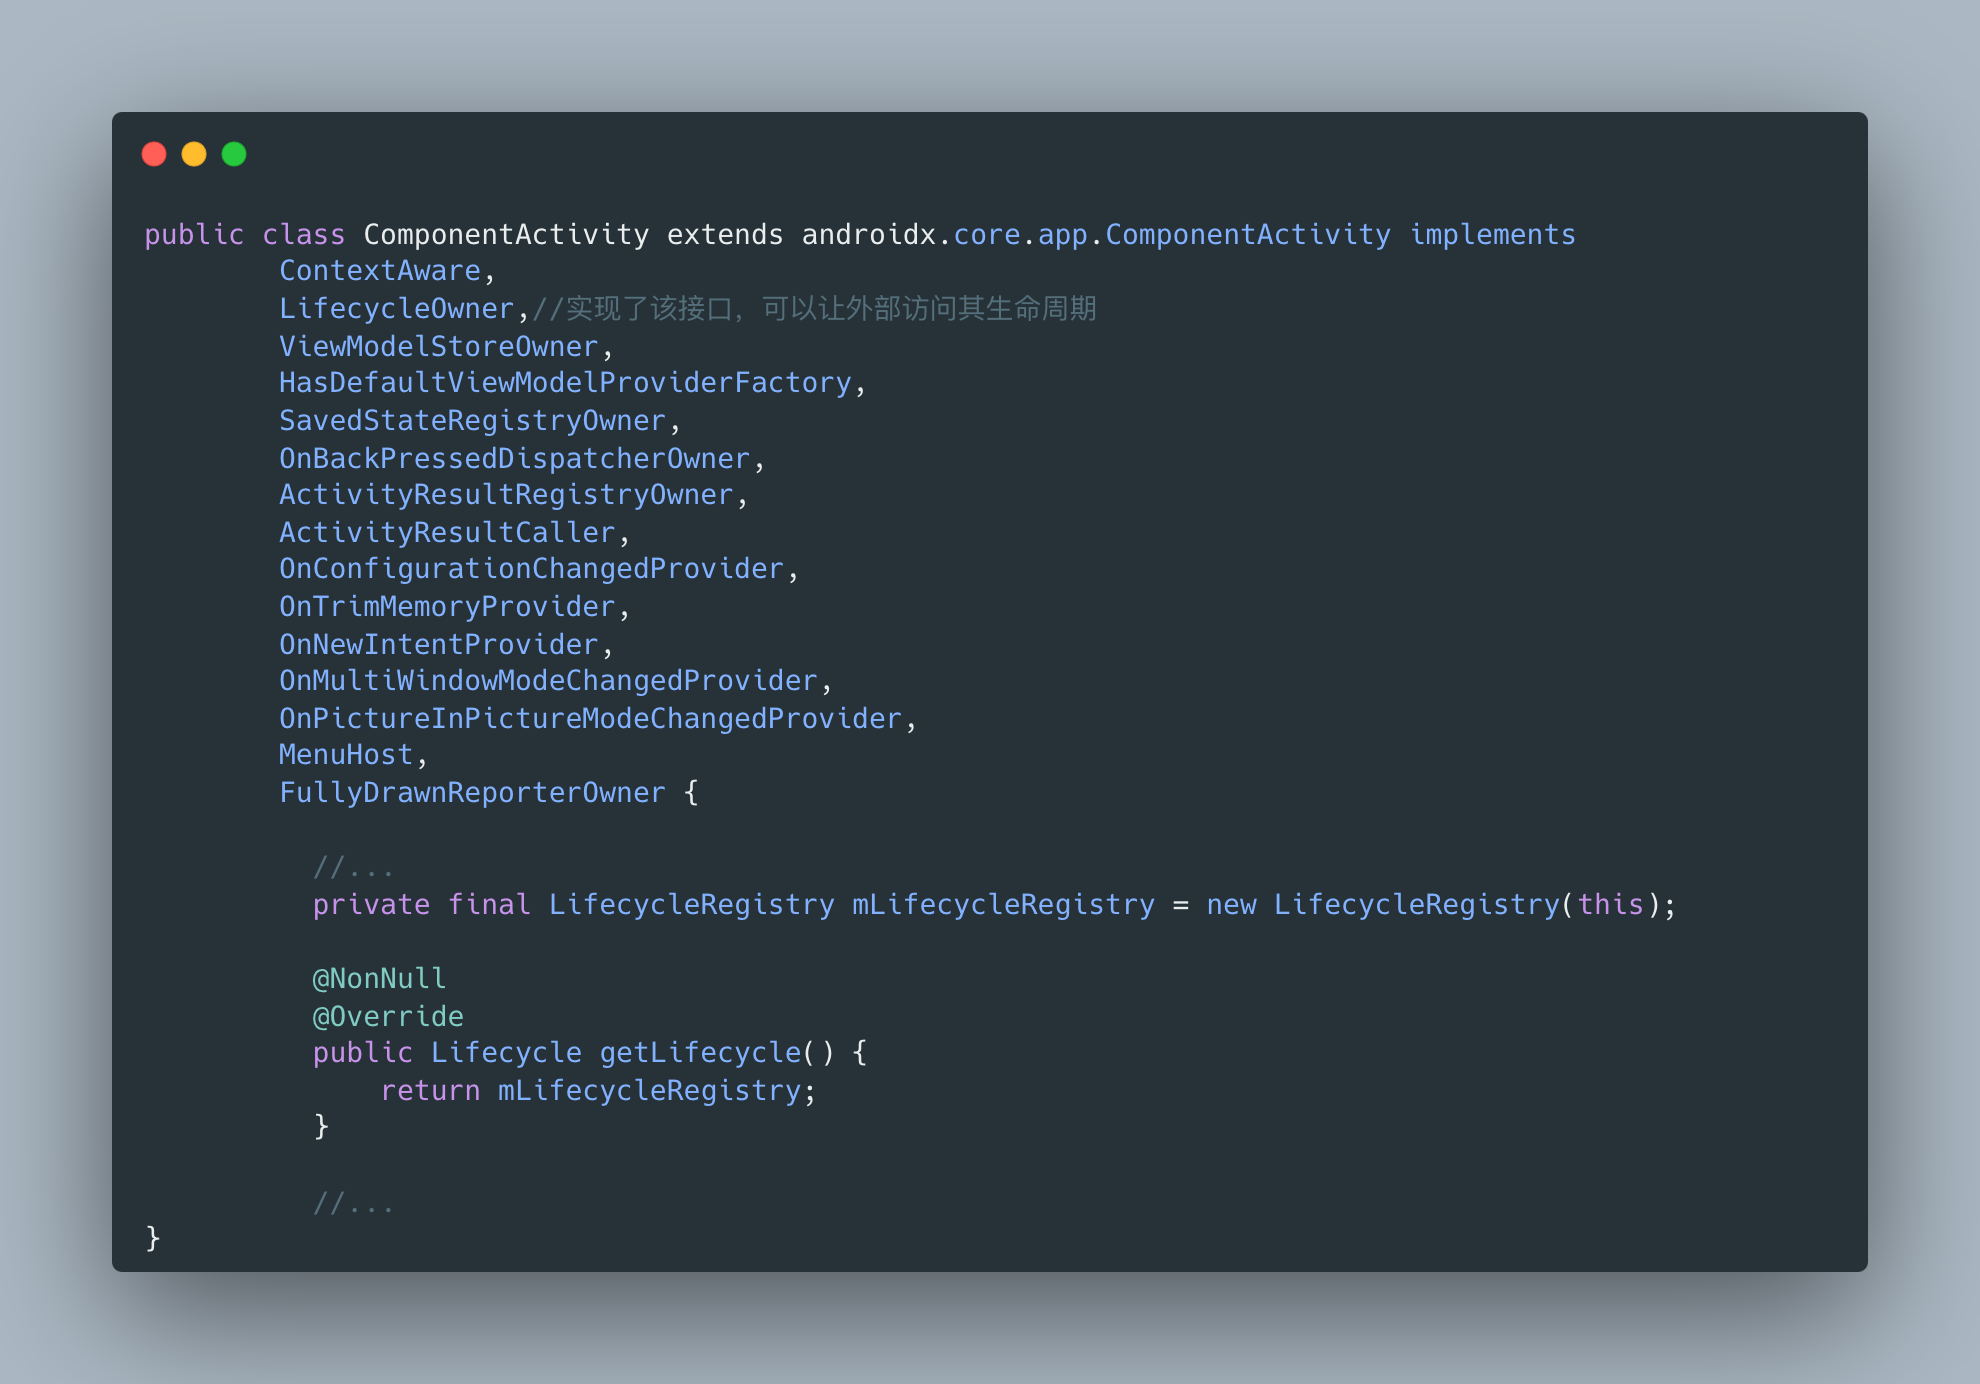 public class ComponentActivity extends androidx.core.app.ComponentActivity implements
        ContextAware,
        LifecycleOwner,//实现了该接口，可以让外部访问其生命周期
        ViewModelStoreOwner,
        HasDefaultViewModelProviderFactory,
        SavedStateRegistryOwner,
        OnBackPressedDispatcherOwner,
        ActivityResultRegistryOwner,
        ActivityResultCaller,
        OnConfigurationChangedProvider,
        OnTrimMemoryProvider,
        OnNewIntentProvider,
        OnMultiWindowModeChangedProvider,
        OnPictureInPictureModeChangedProvider,
        MenuHost,
        FullyDrawnReporterOwner {

          //...
          private final LifecycleRegistry mLifecycleRegistry = new LifecycleRegistry(this);

          @NonNull
          @Override
          public Lifecycle getLifecycle() {
              return mLifecycleRegistry;
          }

          //...
}